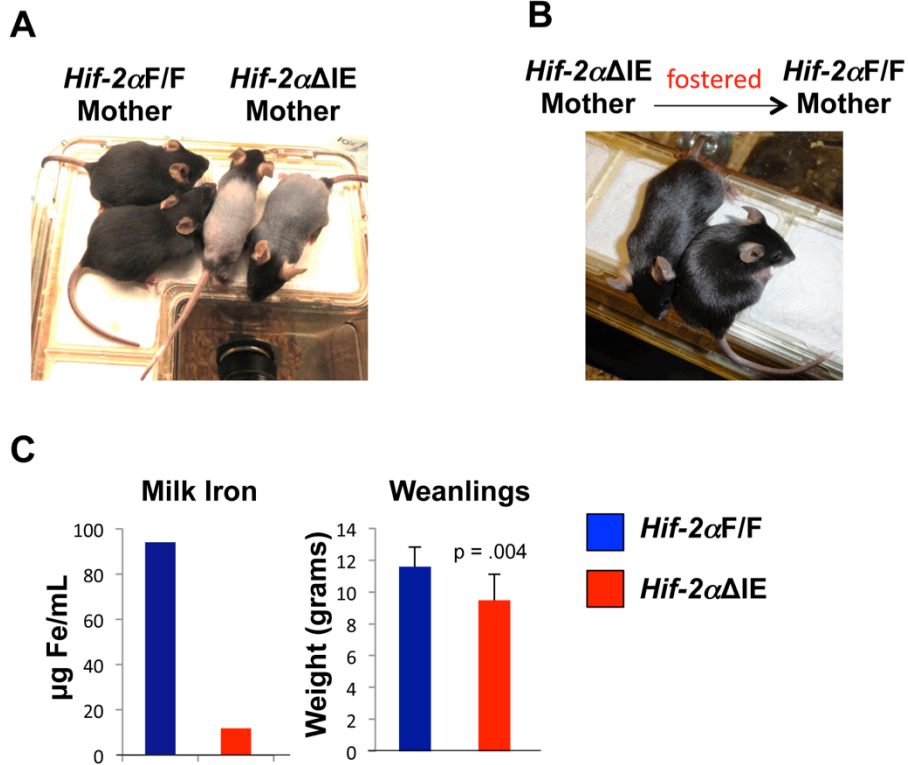 A
Hif-2αF/F
Mother
Hif-2αΔIE
Mother
B
Hif-2αΔIE
Mother
fostered
Hif-2αF/F
Mother
C
Milk Iron
µg Fe/mL
100
80
60
40
20
0
Weanlings
Weight (grams)
14
12
10
8
6
4
2
0
p = .004
Hif-2αF/F
Hif-2αΔIE